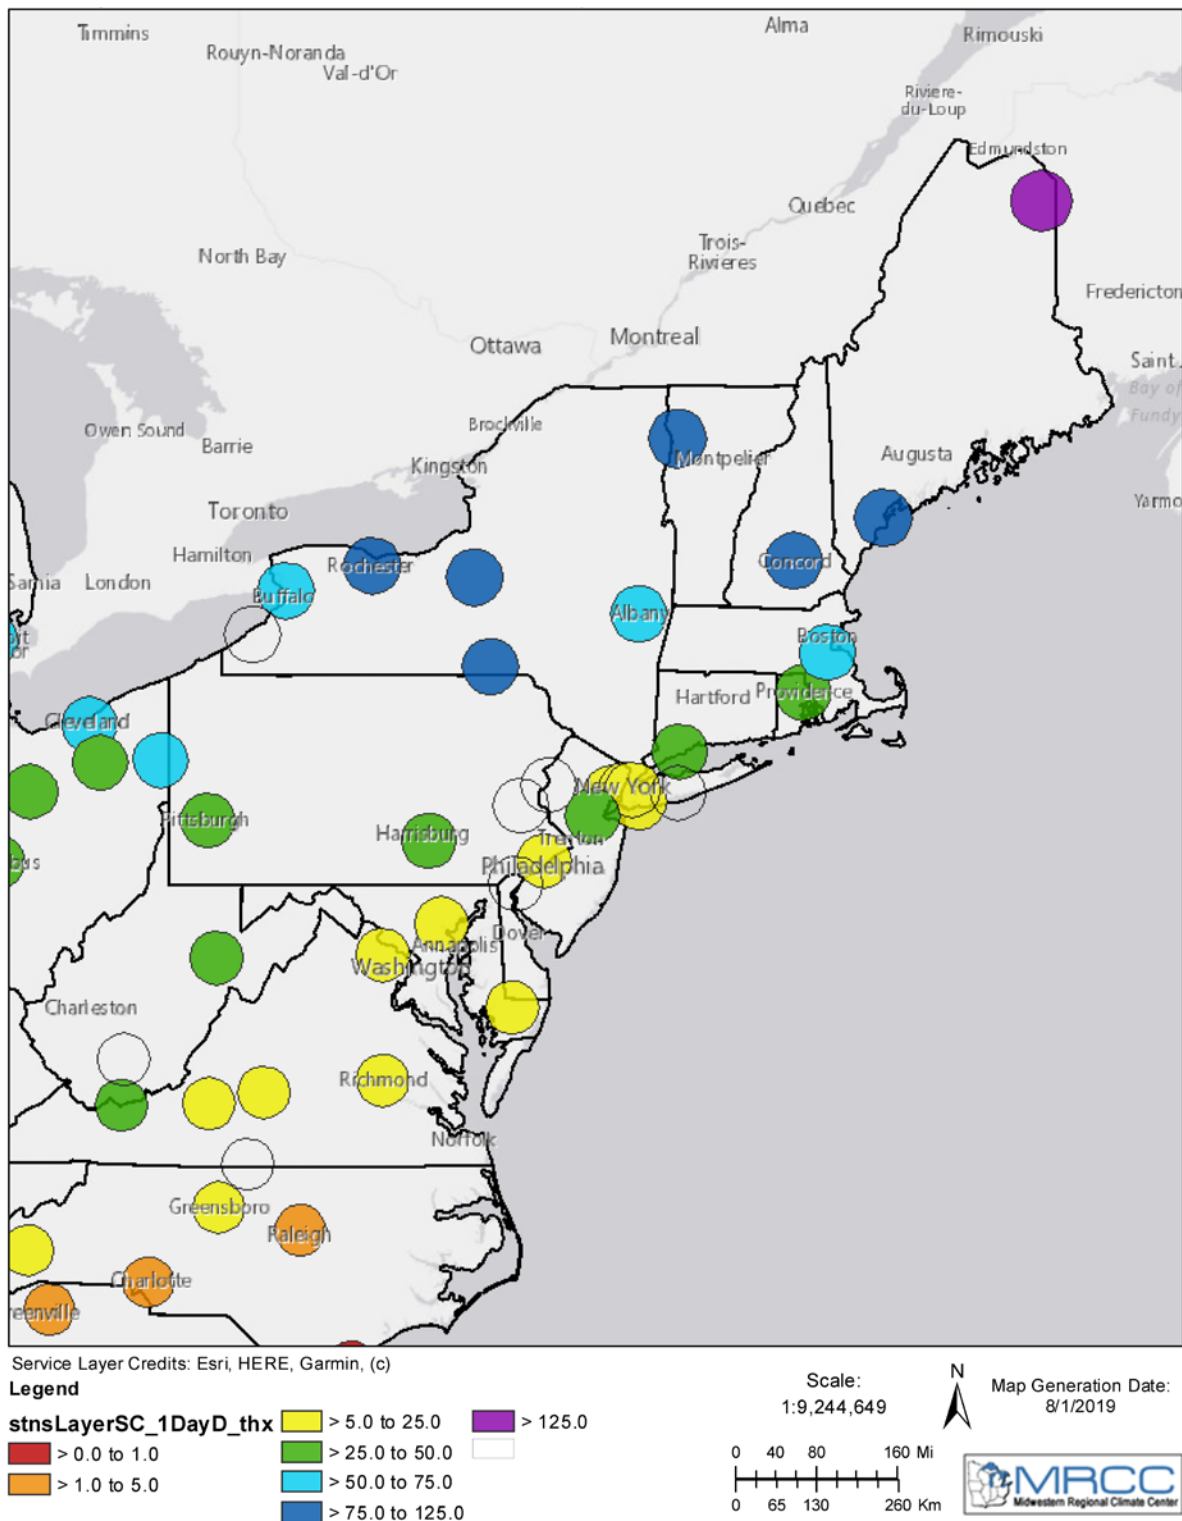 Timmins
Alma
Rimouski
Rouyn-Noranda
Val-d'Or
Riviere-
du-Loup
Edmundston
Quebec
Trois-
Rivieres
North Bay
Fredericton
Montreal
Ottawa
Saint
Bay of
Fundy
Owen Sound
Brockville
Barrie
Kingston
Montpelier
Augusta
Yarmo
Toronto
Hamilton
Rochester
Concord
Sarnia
London
Buffalo
Albany
Boston
Hartford
Providence
Cleveland
New York
Pittsburgh
Harrisburg
Trenton
bus
Philadelphia
Dover
Annapolis
Washington
Charleston
Richmond
Norfolk
Greensboro
Raleigh
Charlotte
reenville
Service Layer Credits: Esri, HERE, Garmin, (c)
Legend
stnsLayerSC_1DayD_thx
> 0.0 to 1.0
> 1.0 to 5.0
> 5.0 to 25.0
> 25.0 to 50.0
> 50.0 to 75.0
> 75.0 to 125.0
> 125.0
Scale:
1:9,244,649
N
Map Generation Date:
8/1/2019
0 40 80 160 Mi
0 65 130 260 Km
MRCC
Midwestern Regional Climate Center